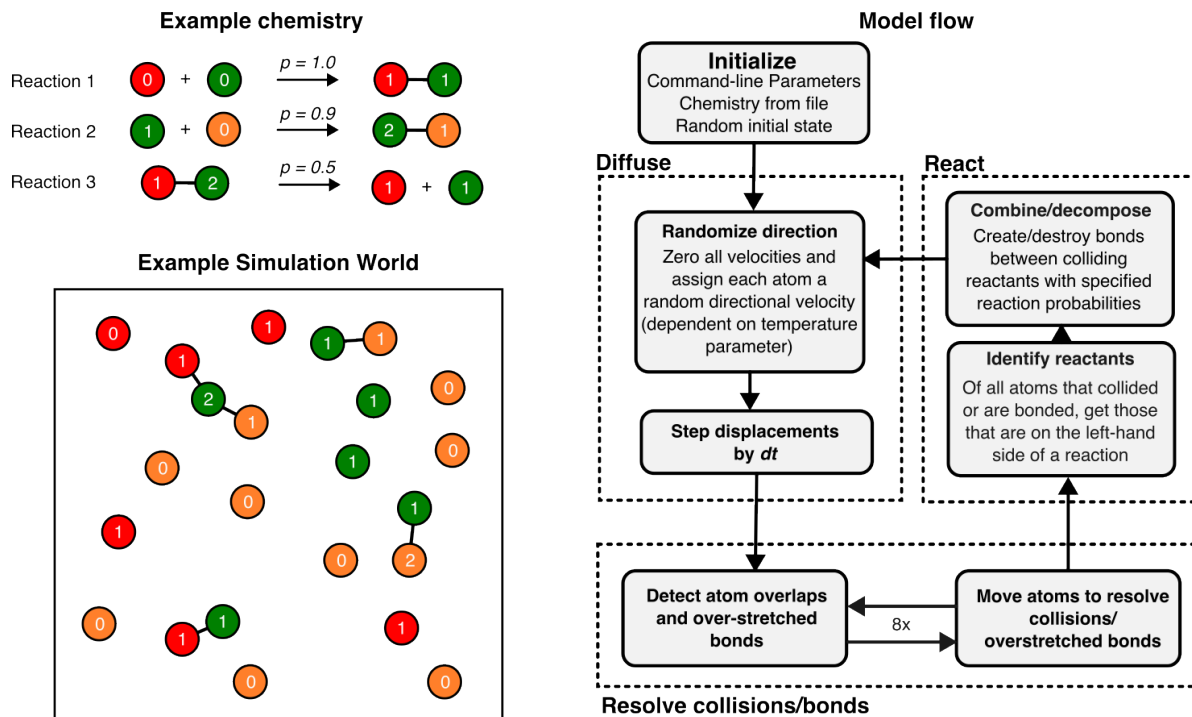 Example chemistry
Reaction 1
0 + 0
p = 1.0
1 1
Reaction 2
1 + 0
p = 0.9
2 1
Reaction 3
1 2
p = 0.5
1 + 1
Example Simulation World
0
1
1
1
1
2
1
0
1
0
1
0
0
1
1
0
2
0
1
1
1
0
0
Model flow
Initialize
Command-line Parameters
Chemistry from file
Random initial state
Diffuse
Randomize direction
Zero all velocities and
assign each atom a
random directional velocity
(dependent on temperature
parameter)
Step displacements
by dt
React
Combine/decompose
Create/destroy bonds
between colliding
reactants with specified
reaction probabilities
Identify reactants
Of all atoms that collided
or are bonded, get those
that are on the left-hand
side of a reaction
Detect atom overlaps
and over-stretched
bonds
8x
Move atoms to resolve
collisions/
overstretched bonds
Resolve collisions/bonds